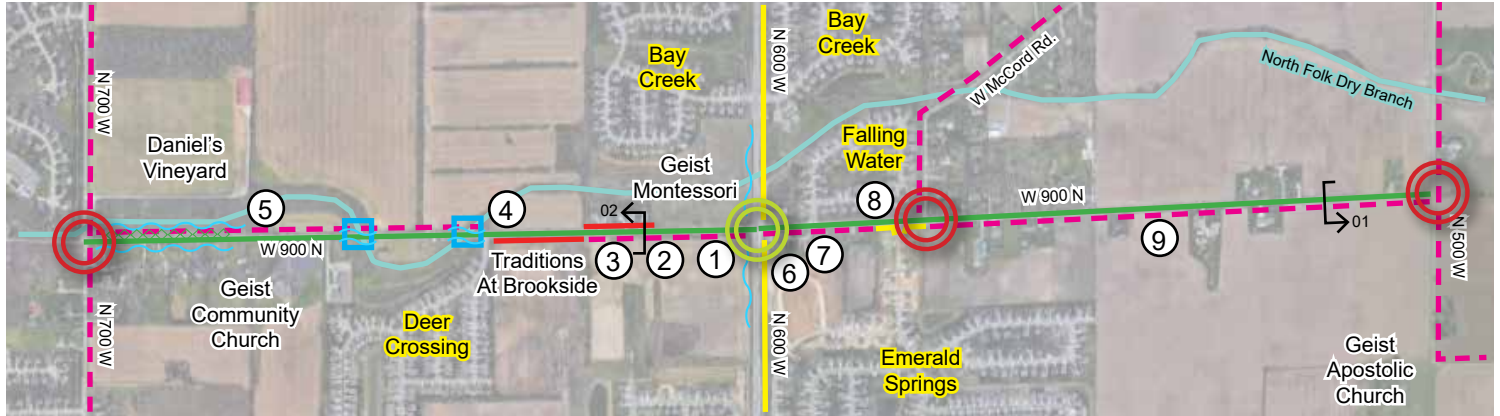 N 700 W
Daniel's
Vineyard
5
W 900 N
N 700 W
Geist
Community
Church
Deer
Crossing
4
Traditions
At Brookside
02
3
2
1
Bay
Creek
Geist
Montessori
N 600 W
Bay
Creek
W McCord Rd.
Falling
Water
8
6
7
N 600 W
Emerald
Springs
W 900 N
9
North Folk Dry Branch
01
N 500 W
Geist
Apostolic
Church